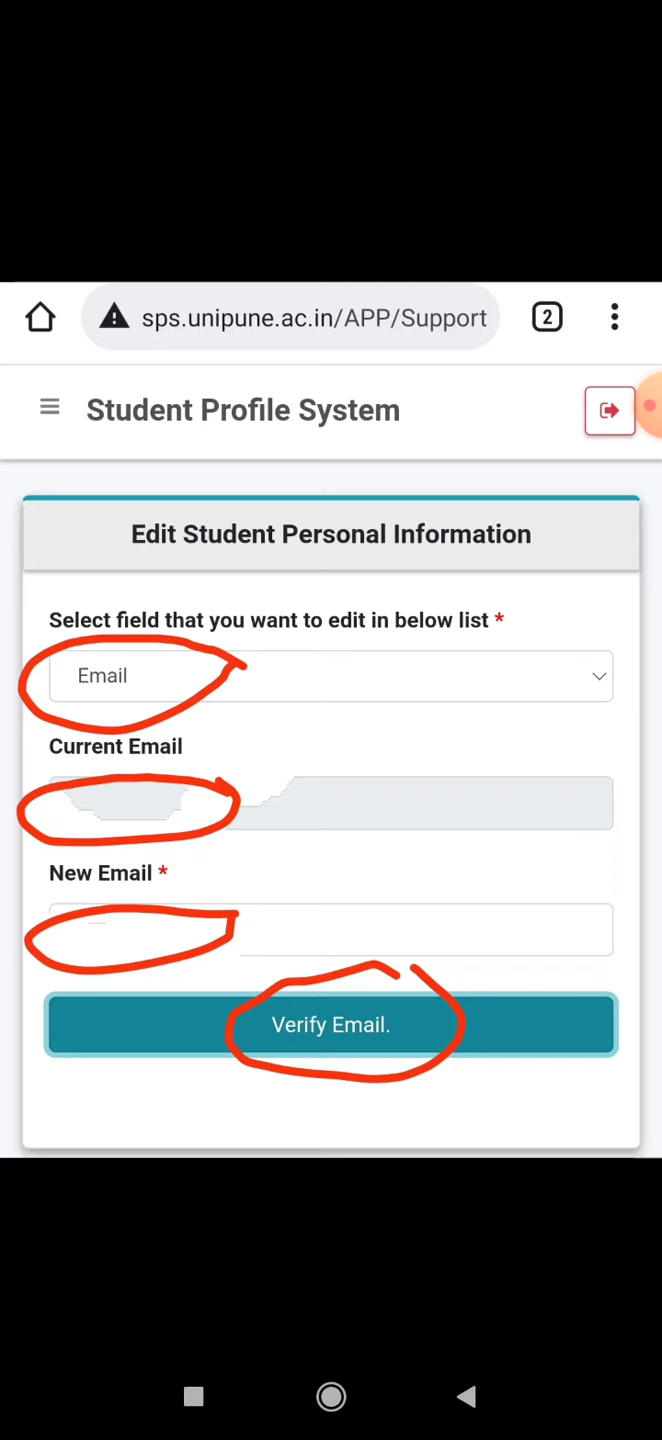 sps.unipune.ac.in/APP/Support
2
Student Profile System
Edit Student Personal Information
Select field that you want to edit in below list *
Email
Current Email
New Email *
Verify Email.